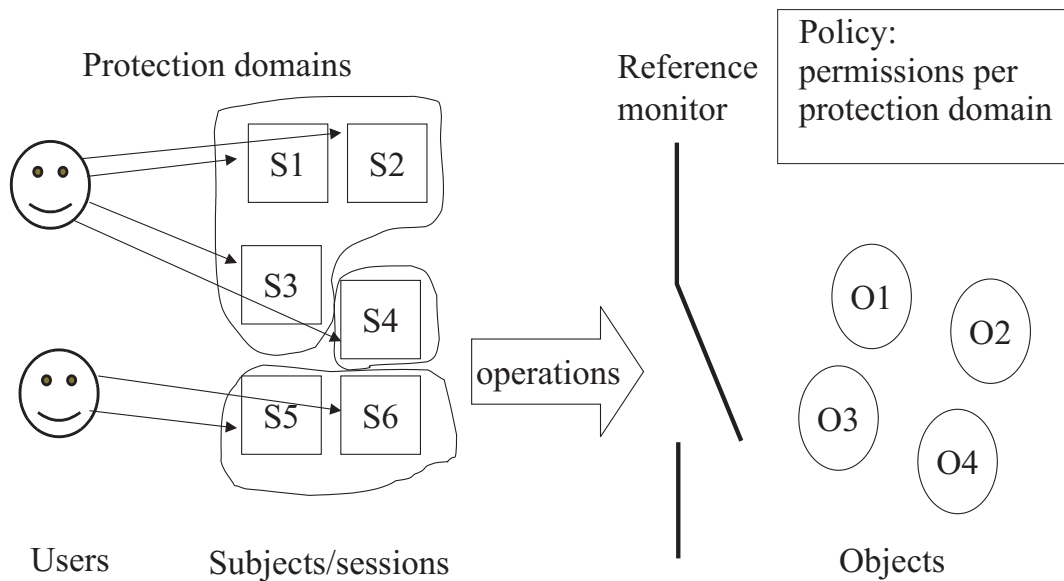 Protection domains
Reference
monitor
Policy:
permissions per
protection domain
S1
S2
S3
S4
S5
S6
operations
O1
O2
O3
O4
Users
Subjects/sessions
Objects